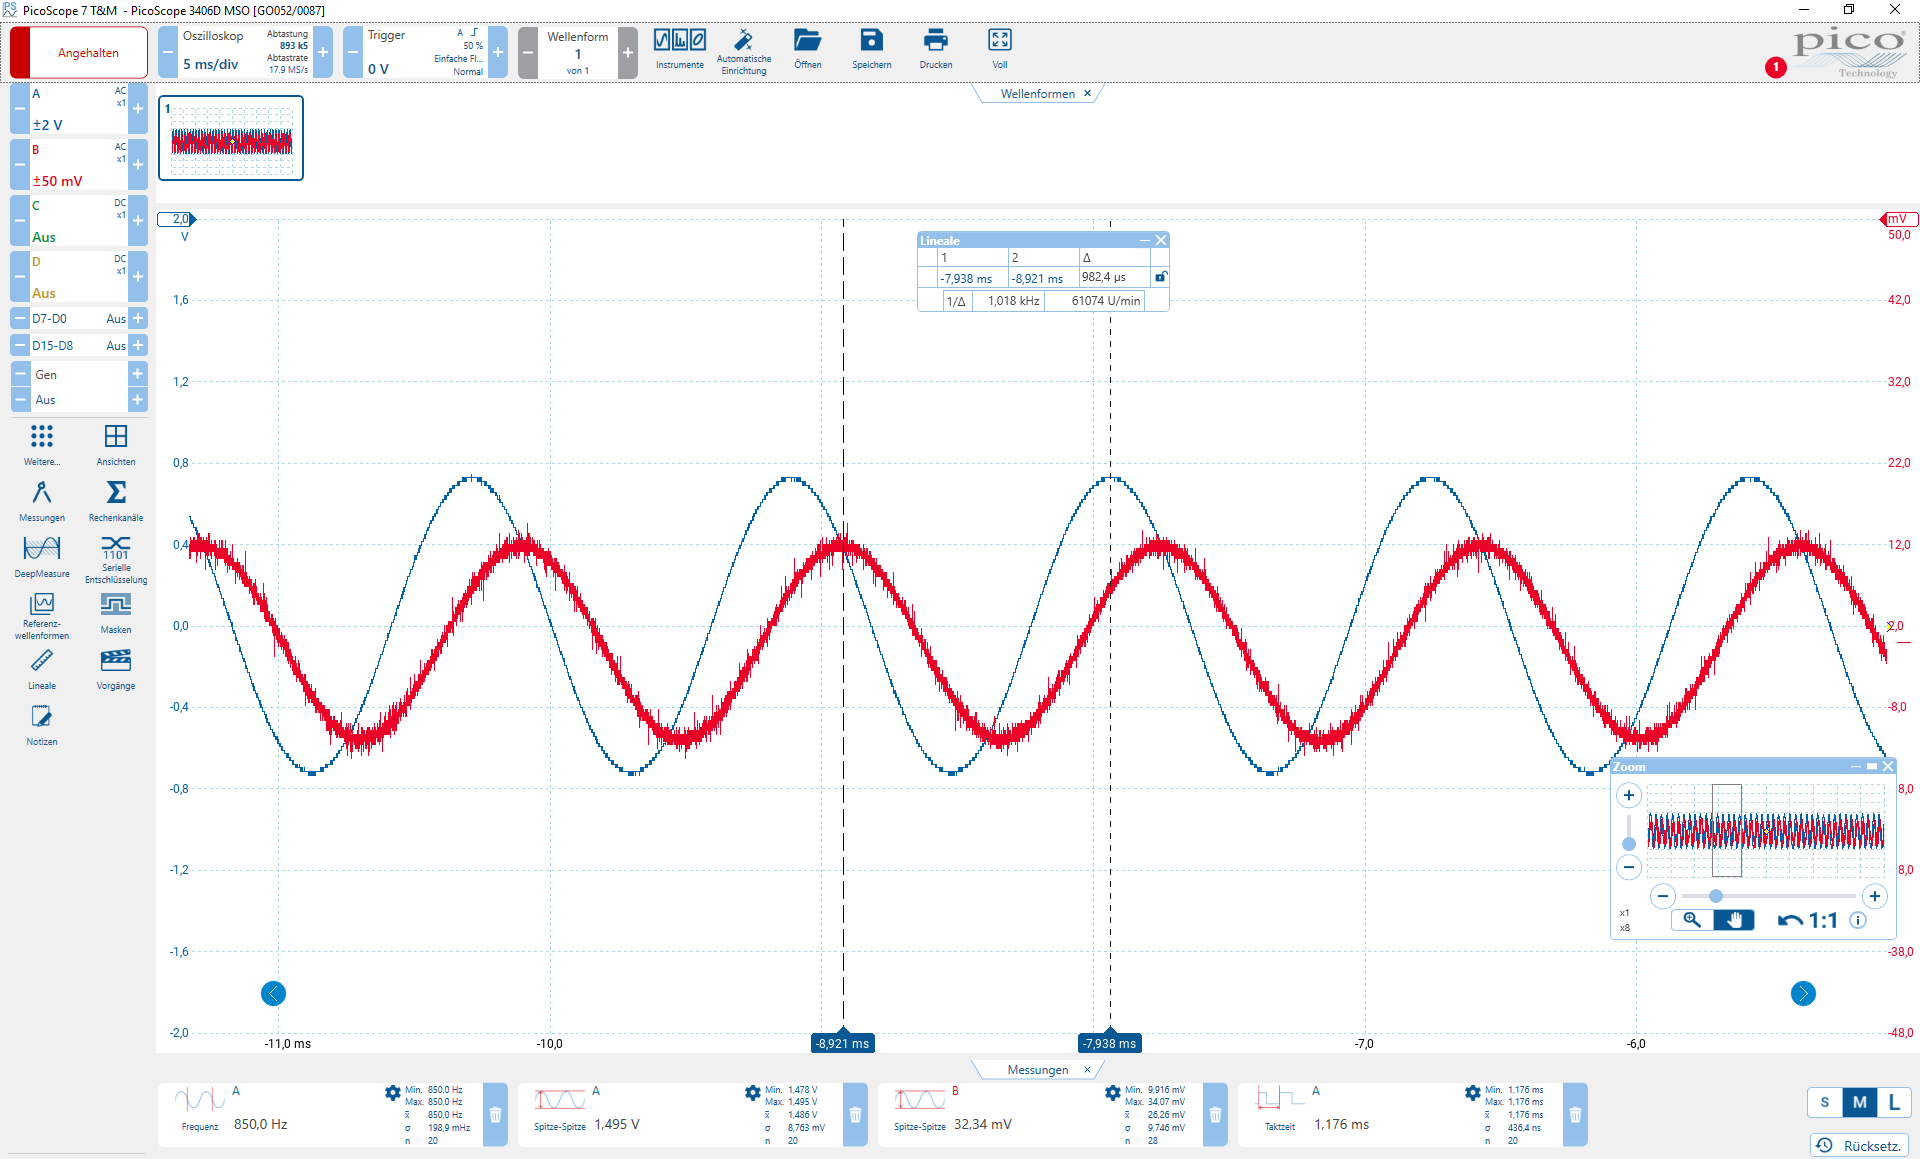 PicoScope 7 T&M - PicoScope 3406D MSO [GO052/0087]
Angehalten
Oszilloskop
5 ms/div
Abtastung
893 kS
Abtastrate
17.9 MS/s
Trigger
0 V
A
50 %
Einfache Fl...
Normal
Wellenform
1
von 1
Instrumente
Automatische
Einrichtung
Öffnen
Speichern
Drucken
Voll
1
pico
Technology
A
AC
x1
±2 V
B
AC
x1
±50 mV
C
DC
x1
Aus
D
DC
x1
Aus
D7-D0 Aus
D15-D8 Aus
Gen
Aus
Weitere...
Ansichten
Messungen
Rechenkanäle
DeepMeasure
1101
Serielle
Entschlüsselung
Referenz-
wellenformen
Masken
Lineale
Vorgänge
Notizen
Wellenformen ×
1
2,0
V
1,6
1,2
0,8
0,4
0,0
-0,4
-0,8
-1,2
-1,6
-2,0
mV
50,0
42,0
32,0
22,0
12,0
2,0
-8,0
8,0
8,0
-38,0
-48,0
Lineale
1 2 Δ
-7,938 ms -8,921 ms 982,4 µs
1/Δ 1,018 kHz 61074 U/min
Zoom
x1
x8
1:1
-11,0 ms
-10,0
-8,921 ms
-7,938 ms
-7,0
-6,0
Messungen ×
A
Frequenz 850,0 Hz
Min. 850,0 Hz
Max. 850,0 Hz
x̄ 850,0 Hz
σ 198,9 mHz
n 20
A
Spitze-Spitze 1,495 V
Min. 1,478 V
Max. 1,495 V
x̄ 1,486 V
σ 8,763 mV
n 20
B
Spitze-Spitze 32,34 mV
Min. 9,916 mV
Max. 34,07 mV
x̄ 26,26 mV
σ 9,746 mV
n 28
A
Taktzeit 1,176 ms
Min. 1,176 ms
Max. 1,176 ms
x̄ 1,176 ms
σ 436,4 ns
n 20
S M L
Rücksetz.